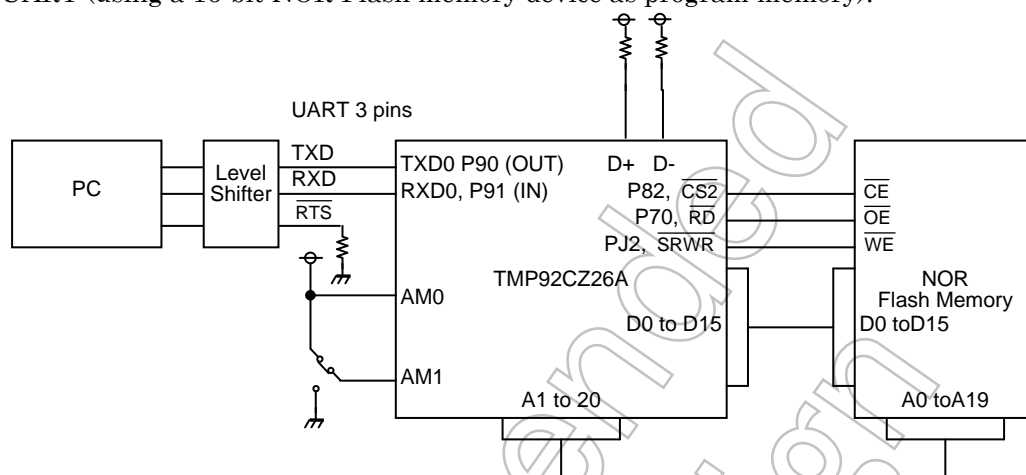 UART (using a 16-bit NOR Flash memory device as program memory).
UART 3 pins
PC
Level
Shifter
TXD
RXD
RTS
TXD0 P90 (OUT)
RXD0, P91 (IN)
D+ D-
P82, CS2
P70, RD
PJ2, SRWR
TMP92CZ26A
AM0
D0 to D15
AM1
A1 to 20
CE
OE
WE
NOR
Flash Memory
D0 toD15
A0 toA19